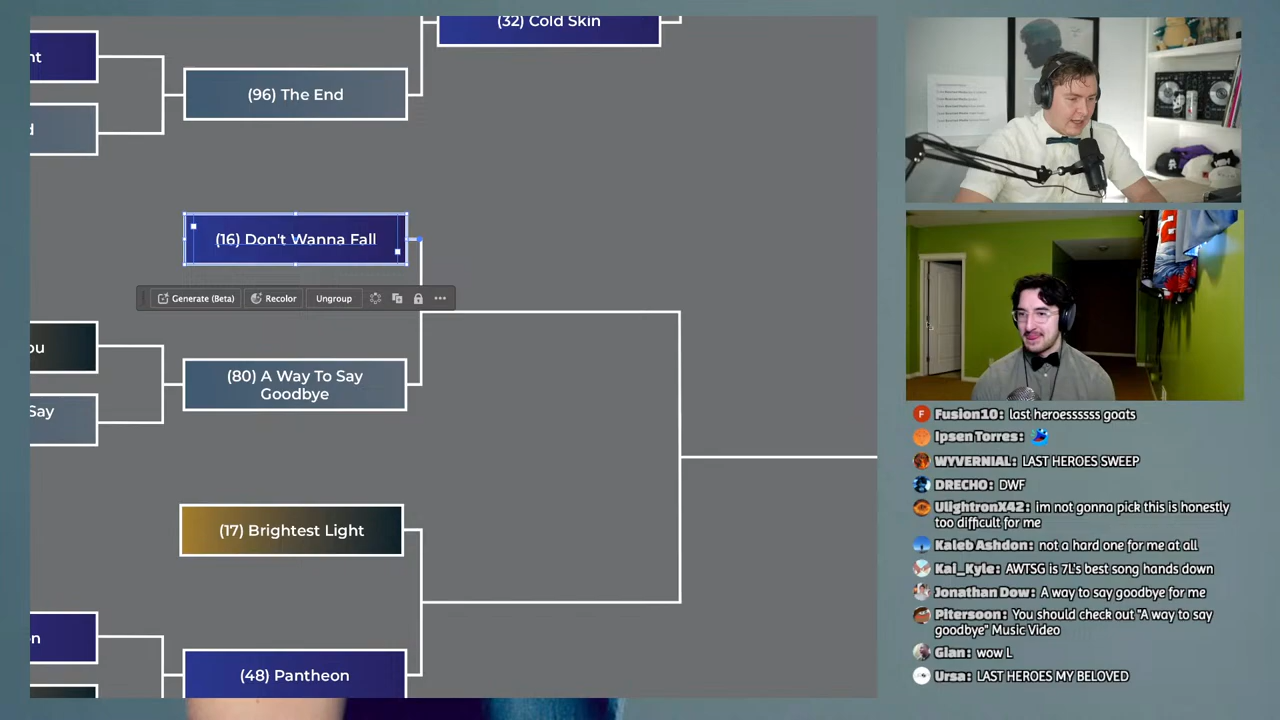 (32) Cold Skin
nt
(96) The End
d
(16) Don't Wanna Fall
Generate (Beta) Recolor Ungroup
ou
(80) A Way To Say
Goodbye
Say
(17) Brightest Light
on
(48) Pantheon
F Fusion10: last heroessssss goats
Ipsen Torres:
WYVERNIAL: LAST HEROES SWEEP
DRECHO: DWF
UlightronX42: im not gonna pick this is honestly
too difficult for me
Kaleb Ashdon: not a hard one for me at all
Kai_Kyle: AWTSG is 7L's best song hands down
Jonathan Dow: A way to say goodbye for me
Pitersoon: You should check out "A way to say
goodbye" Music Video
Gian: wow L
Ursa: LAST HEROES MY BELOVED